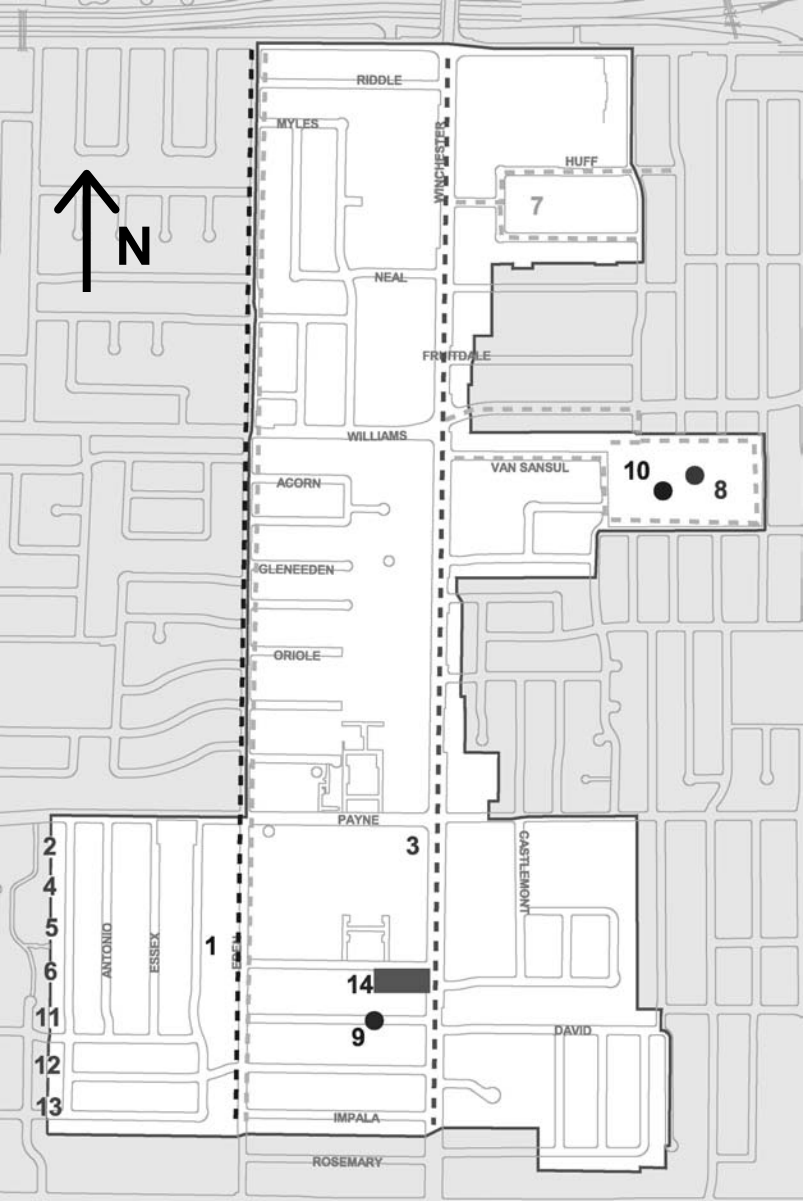 RIDDLE
MYLES
WINCHESTER
HUFF
7
N
NEAL
FRUITDALE
WILLIAMS
VAN SANSUL
10
8
ACORN
GLENEEDEN
ORIOLE
PAYNE
2
3
CASTLEMONT
4
5
ANTONIO
ESSEX
1
EDEN
6
14
11
9
DAVID
12
13
IMPALA
ROSEMARY